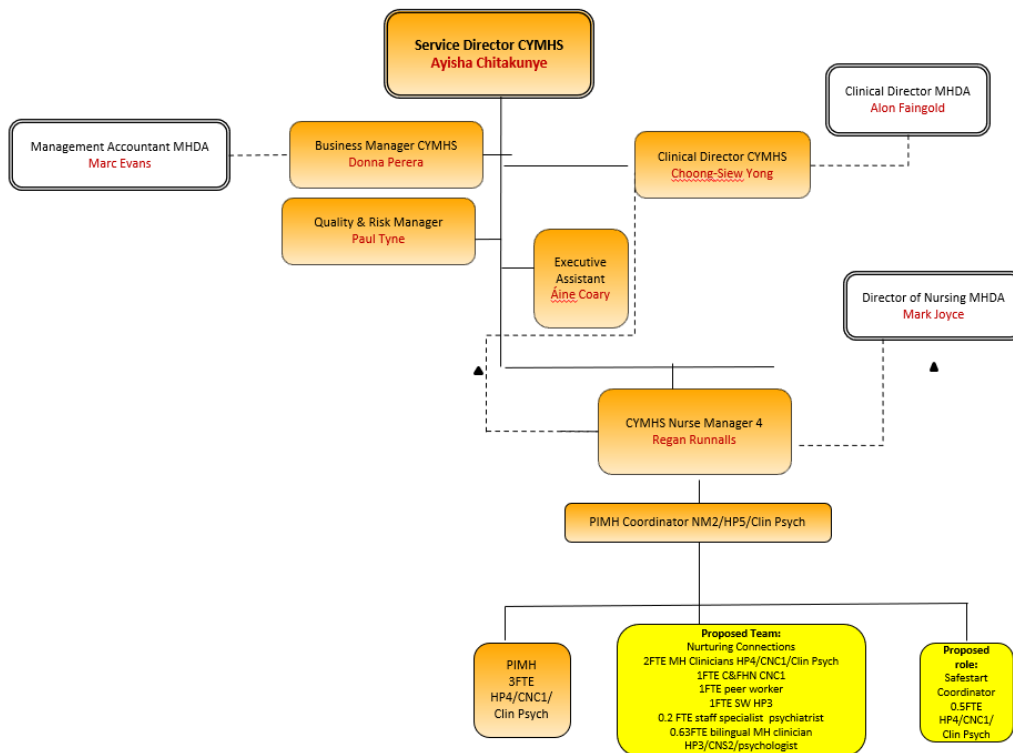 Service Director CYMHS
Ayisha Chitakunye
Clinical Director MHDA
Alon Faingold
Management Accountant MHDA
Marc Evans
Business Manager CYMHS
Donna Perera
Clinical Director CYMHS
Choong-Siew Yong
Quality & Risk Manager
Paul Tyne
Executive
Assistant
Áine Coary
Director of Nursing MHDA
Mark Joyce
CYMHS Nurse Manager 4
Regan Runnalls
PIMH Coordinator NM2/HP5/Clin Psych
PIMH
3FTE
HP4/CNC1/
Clin Psych
Proposed Team:
Nurturing Connections
2FTE MH Clinicians HP4/CNC1/Clin Psych
1FTE C&FHN CNC1
1FTE peer worker
1FTE SW HP3
0.2 FTE staff specialist psychiatrist
0.63FTE bilingual MH clinician
HP3/CNS2/psychologist
Proposed
role:
Safestart
Coordinator
0.5FTE
HP4/CNC1/
Clin Psych